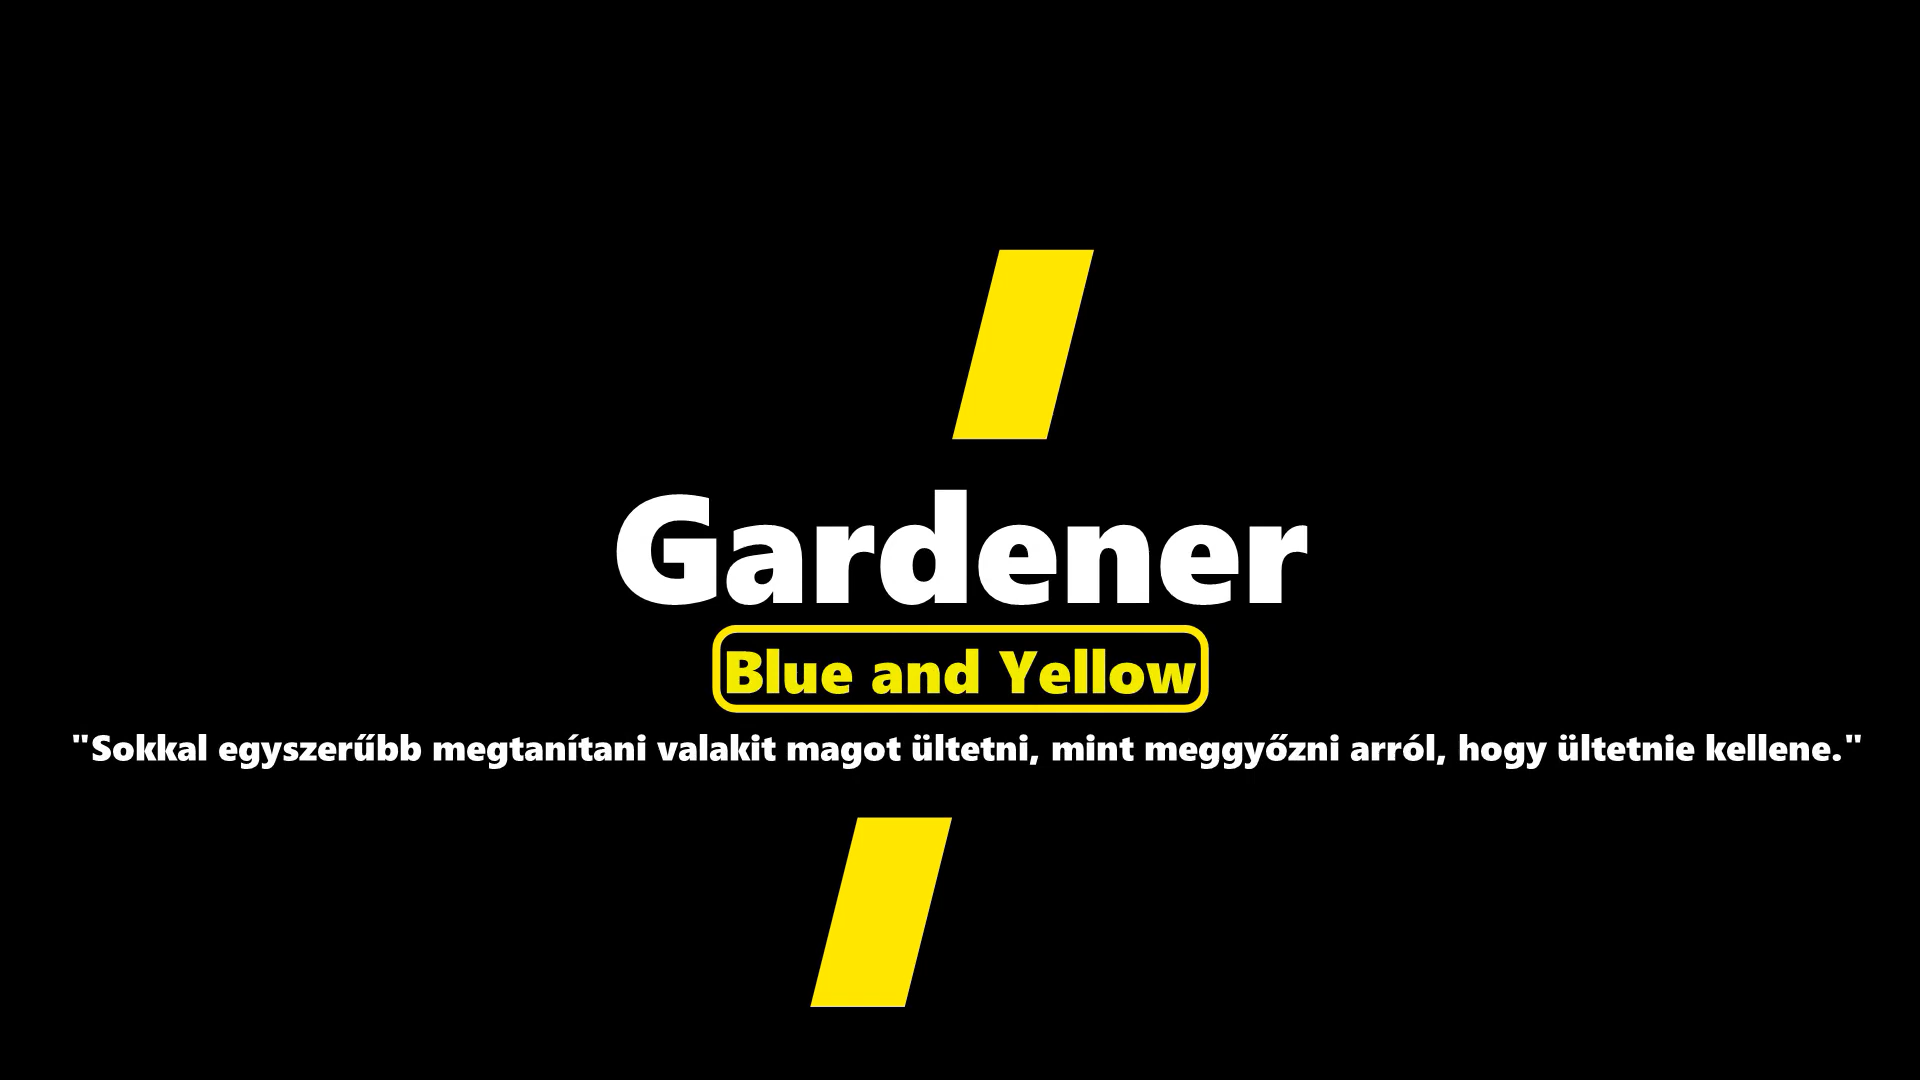 Gardener
Blue and Yellow
"Sokkal egyszerűbb megtanítani valakit magot ültetni, mint meggyőzni arról, hogy ültetnie kellene."